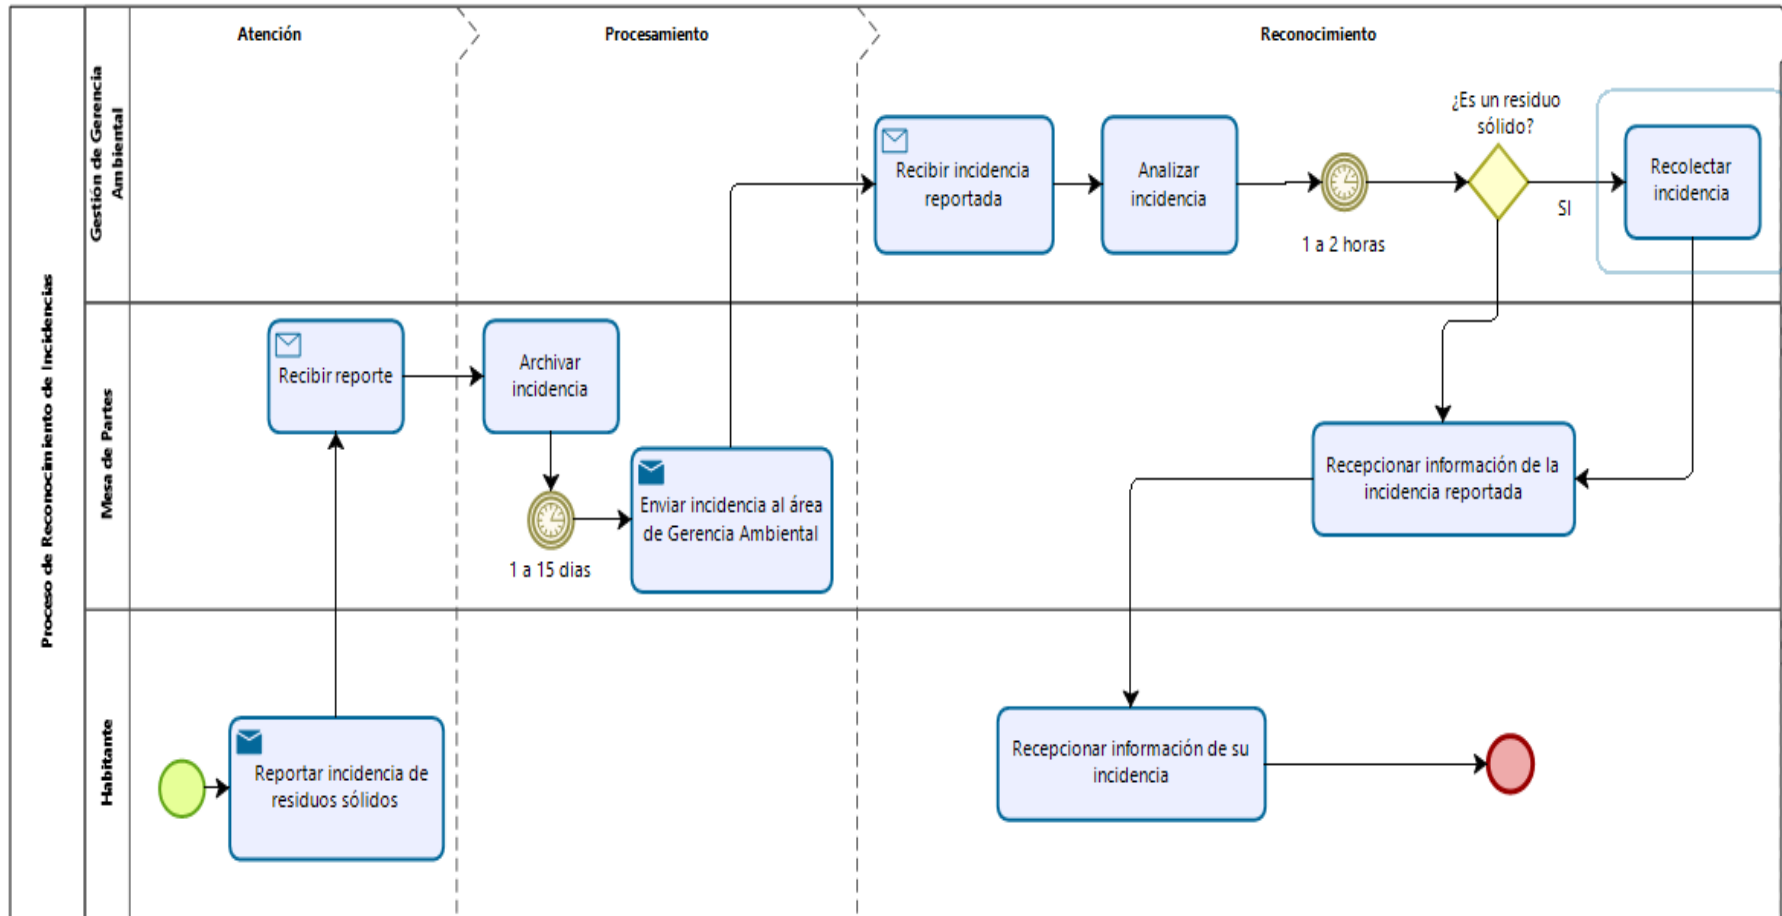 Atención
Procesamiento
Reconocimiento
Proceso de Reconocimiento de Incidencias
Gestión de Gerencia
Ambiental
Recibir incidencia
reportada
Analizar
incidencia
1 a 2 horas
¿Es un residuo
sólido?
SI
Recolectar
incidencia
Mesa de Partes
Recibir reporte
Archivar
incidencia
1 a 15 dias
Enviar incidencia al área
de Gerencia Ambiental
Recepcionar información de la
incidencia reportada
Habitante
Reportar incidencia de
residuos sólidos
Recepcionar información de su
incidencia